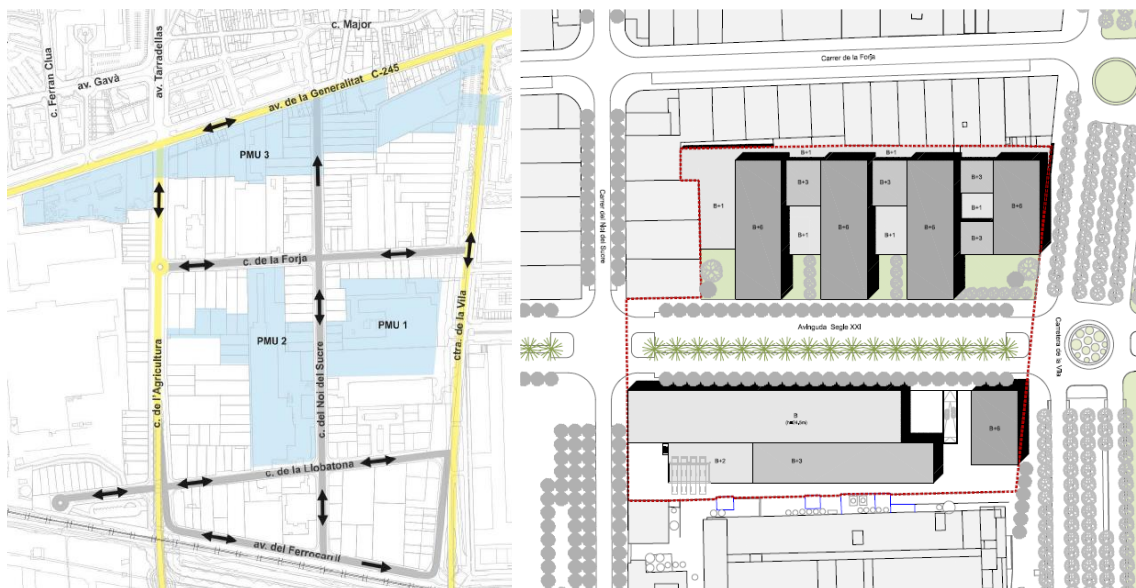 c. Major
c. Ferran Clua
av. Tarradellas
av. Gavà
av. de la Generalitat C-245
PMU 3
c. de la Forja
PMU 1
PMU 2
c. de l'Agricultura
c. del Noi del Sucre
ctra. de la Vila
c. de la Llobatona
av. del Ferrocarril
Carrer de la Forja
Carrer del Noi del Sucre
B+1
B+1
B+3
B+3
B+3
B+1
B+6
B+6
B+6
B+6
B+1
B+1
B+1
B+3
Avinguda Segle XXI
Carretera de la Vila
B
B+6
B+2
B+3